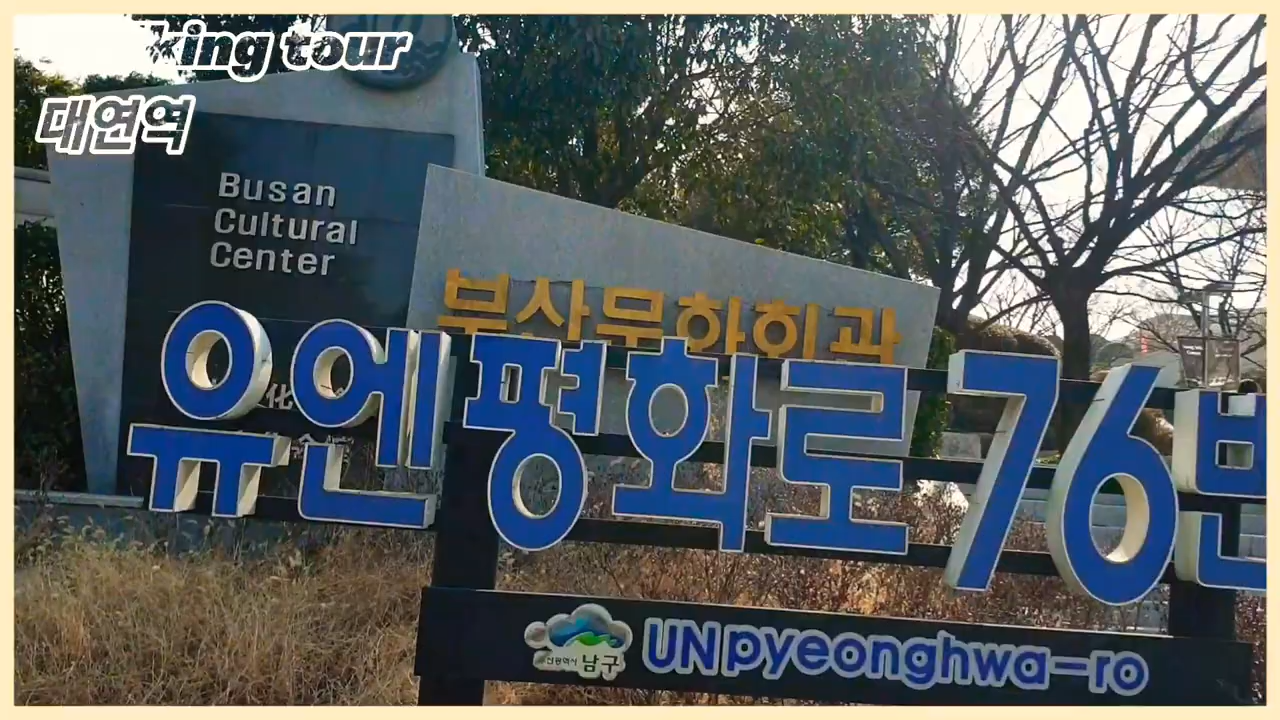 king tour
대연역
Busan
Cultural
Center
부산문화회관
유엔평화로76번
남구
UNpyeonghwa-ro